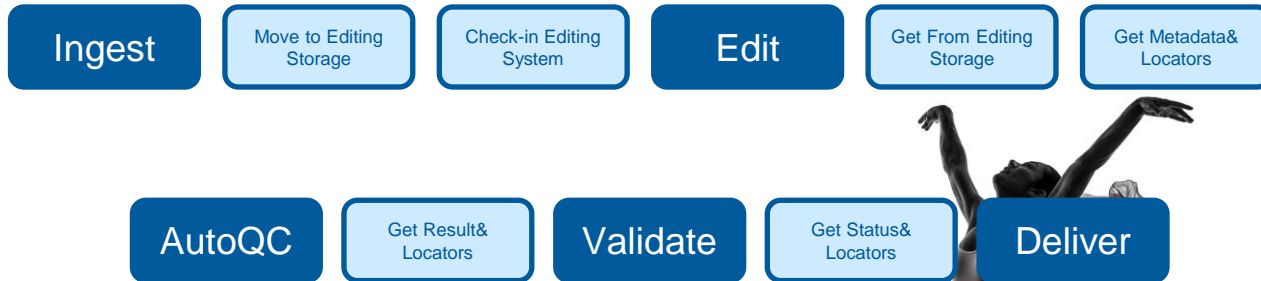 Ingest
Move to Editing
Storage
Check-in Editing
System
Edit
Get From Editing
Storage
Get Metadata&
Locators
AutoQC
Get Result&
Locators
Validate
Get Status&
Locators
Deliver